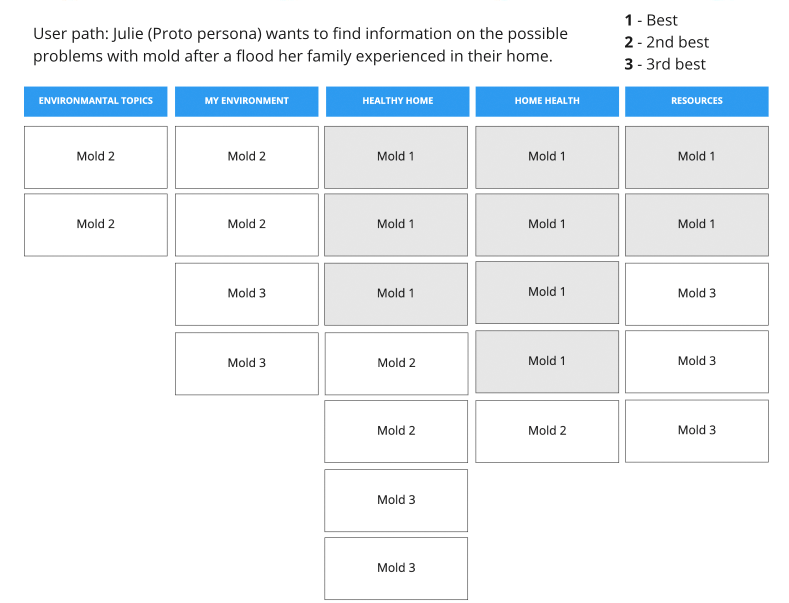 User path: Julie (Proto persona) wants to find information on the possible
problems with mold after a flood her family experienced in their home.
1 - Best
2 - 2nd best
3 - 3rd best
ENVIRONMANTAL TOPICS
MY ENVIRONMENT
HEALTHY HOME
HOME HEALTH
RESOURCES
Mold 2
Mold 2
Mold 1
Mold 1
Mold 1
Mold 2
Mold 2
Mold 1
Mold 1
Mold 1
Mold 3
Mold 1
Mold 1
Mold 3
Mold 3
Mold 2
Mold 1
Mold 3
Mold 2
Mold 2
Mold 3
Mold 3
Mold 3